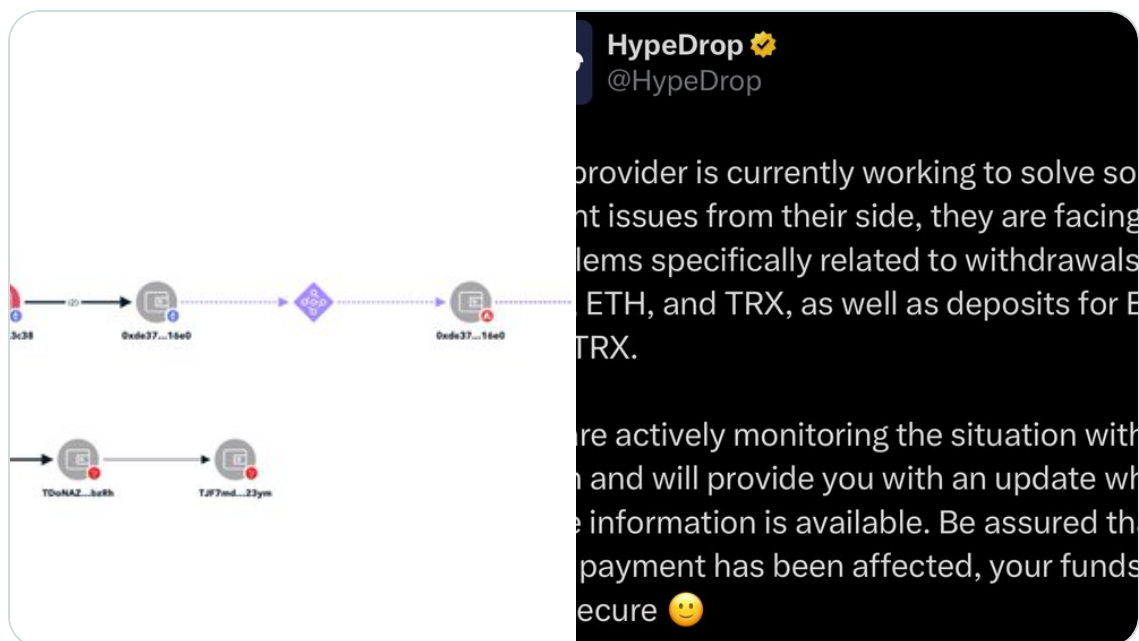 .3c38
0xde37...16e0
0xde37...16e0
TDoNAZ...bzRh
TJF7md...23ym
HypeDrop
@HypeDrop
provider is currently working to solve so
nt issues from their side, they are facing
lems specifically related to withdrawals
, ETH, and TRX, as well as deposits for E
TRX.
re actively monitoring the situation with
n and will provide you with an update wh
e information is available. Be assured tha
payment has been affected, your funds
ecure 🙂